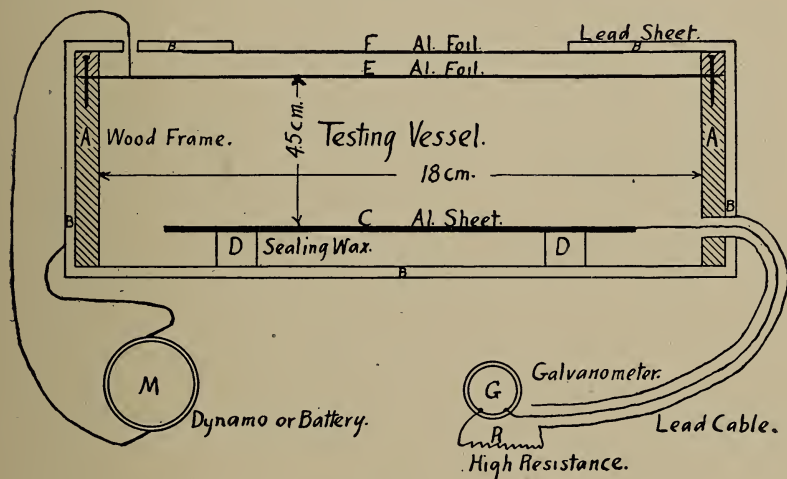 B F Al. Foil. Lead Sheet.
B
E Al. Foil.
A Wood Frame. 4.5 cm. Testing Vessel. A
18 cm.
B C Al. Sheet. B
D Sealing Wax. D
B
M G Galvanometer.
Dynamo or Battery. R Lead Cable.
High Resistance.